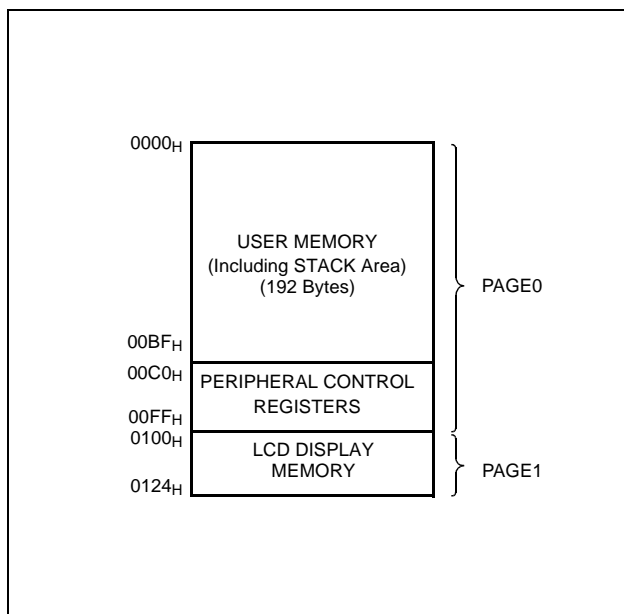 0000H
USER MEMORY
(Including STACK Area)
(192 Bytes)
PAGE0
00BFH
00C0H
PERIPHERAL CONTROL
REGISTERS
00FFH
0100H
LCD DISPLAY
MEMORY
PAGE1
0124H